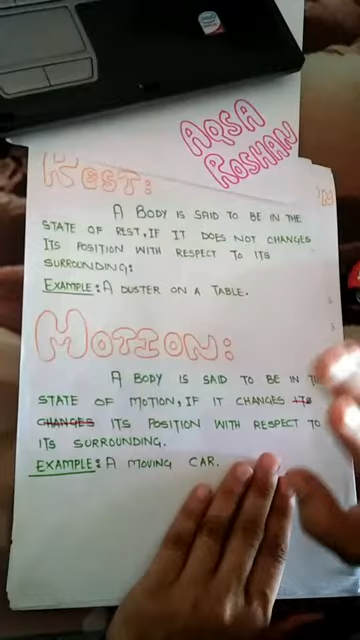 AQSA
ROSHAN
REST:
A BODY IS SAID TO BE IN THE
STATE OF REST, IF IT DOES NOT CHANGES
ITS POSITION WITH RESPECT TO ITS
SURROUNDING:
EXAMPLE: A DUSTER ON A TABLE.
MOTION:
A BODY IS SAID TO BE IN
STATE OF MOTION, IF IT CHANGES ITS
CHANGES ITS POSITION WITH RESPECT TO
ITS SURROUNDING.
EXAMPLE: A MOVING CAR.